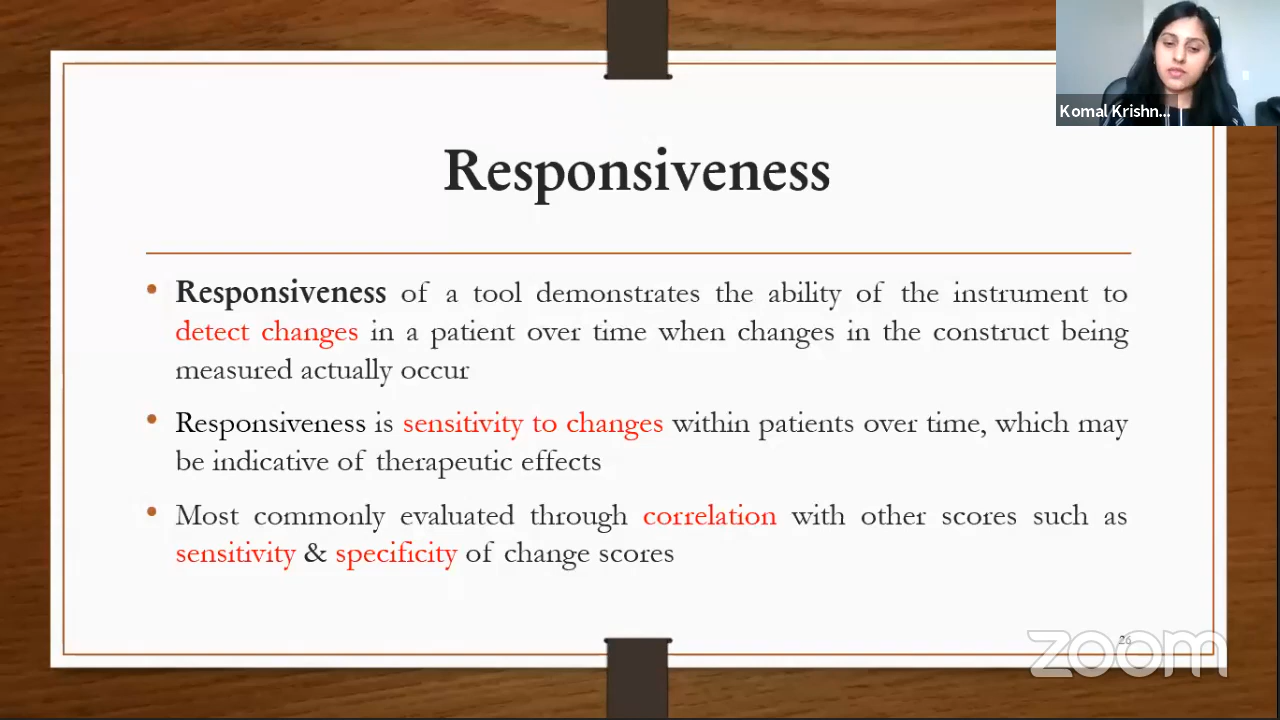 Komal Krishn...
Responsiveness
• Responsiveness of a tool demonstrates the ability of the instrument to
detect changes in a patient over time when changes in the construct being
measured actually occur
• Responsiveness is sensitivity to changes within patients over time, which may
be indicative of therapeutic effects
• Most commonly evaluated through correlation with other scores such as
sensitivity & specificity of change scores
26
zoom